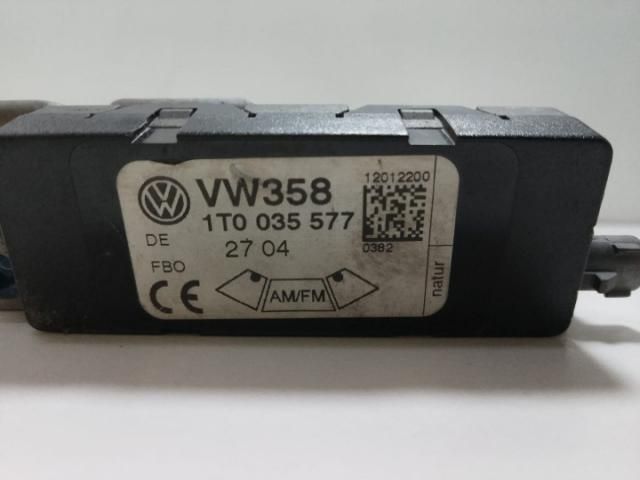 VW358
12012200
1T0 035 577
DE
27 04
0382
FBO
CE
AM/FM
natur